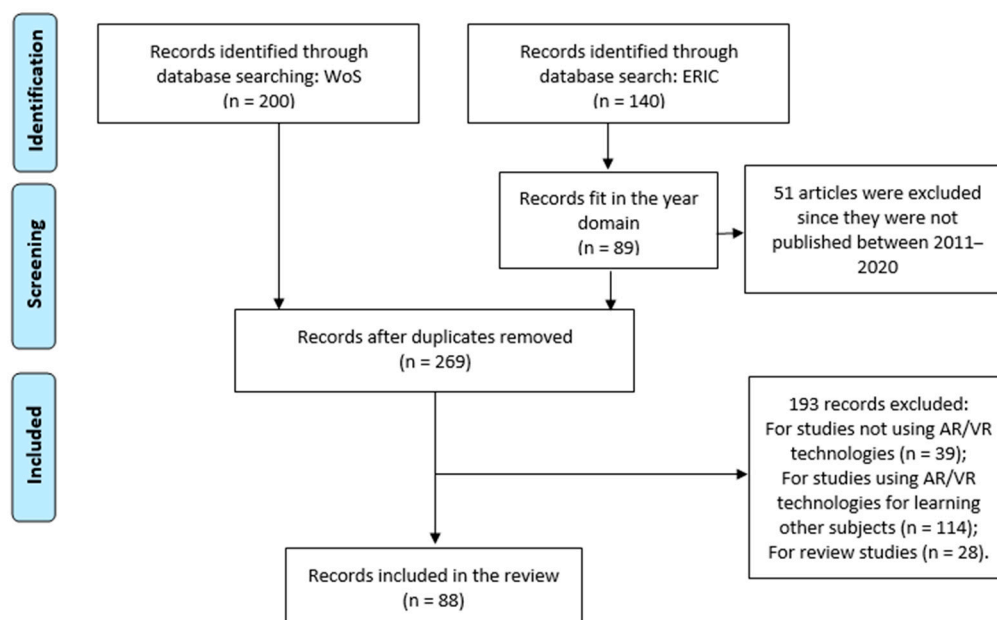 Identification
Records identified through
database searching: WoS
(n = 200)
Records identified through
database search: ERIC
(n = 140)
Screening
Records fit in the year
domain
(n = 89)
51 articles were excluded
since they were not
published between 2011–
2020
Records after duplicates removed
(n = 269)
Included
193 records excluded:
For studies not using AR/VR
technologies (n = 39);
For studies using AR/VR
technologies for learning
other subjects (n = 114);
For review studies (n = 28).
Records included in the review
(n = 88)